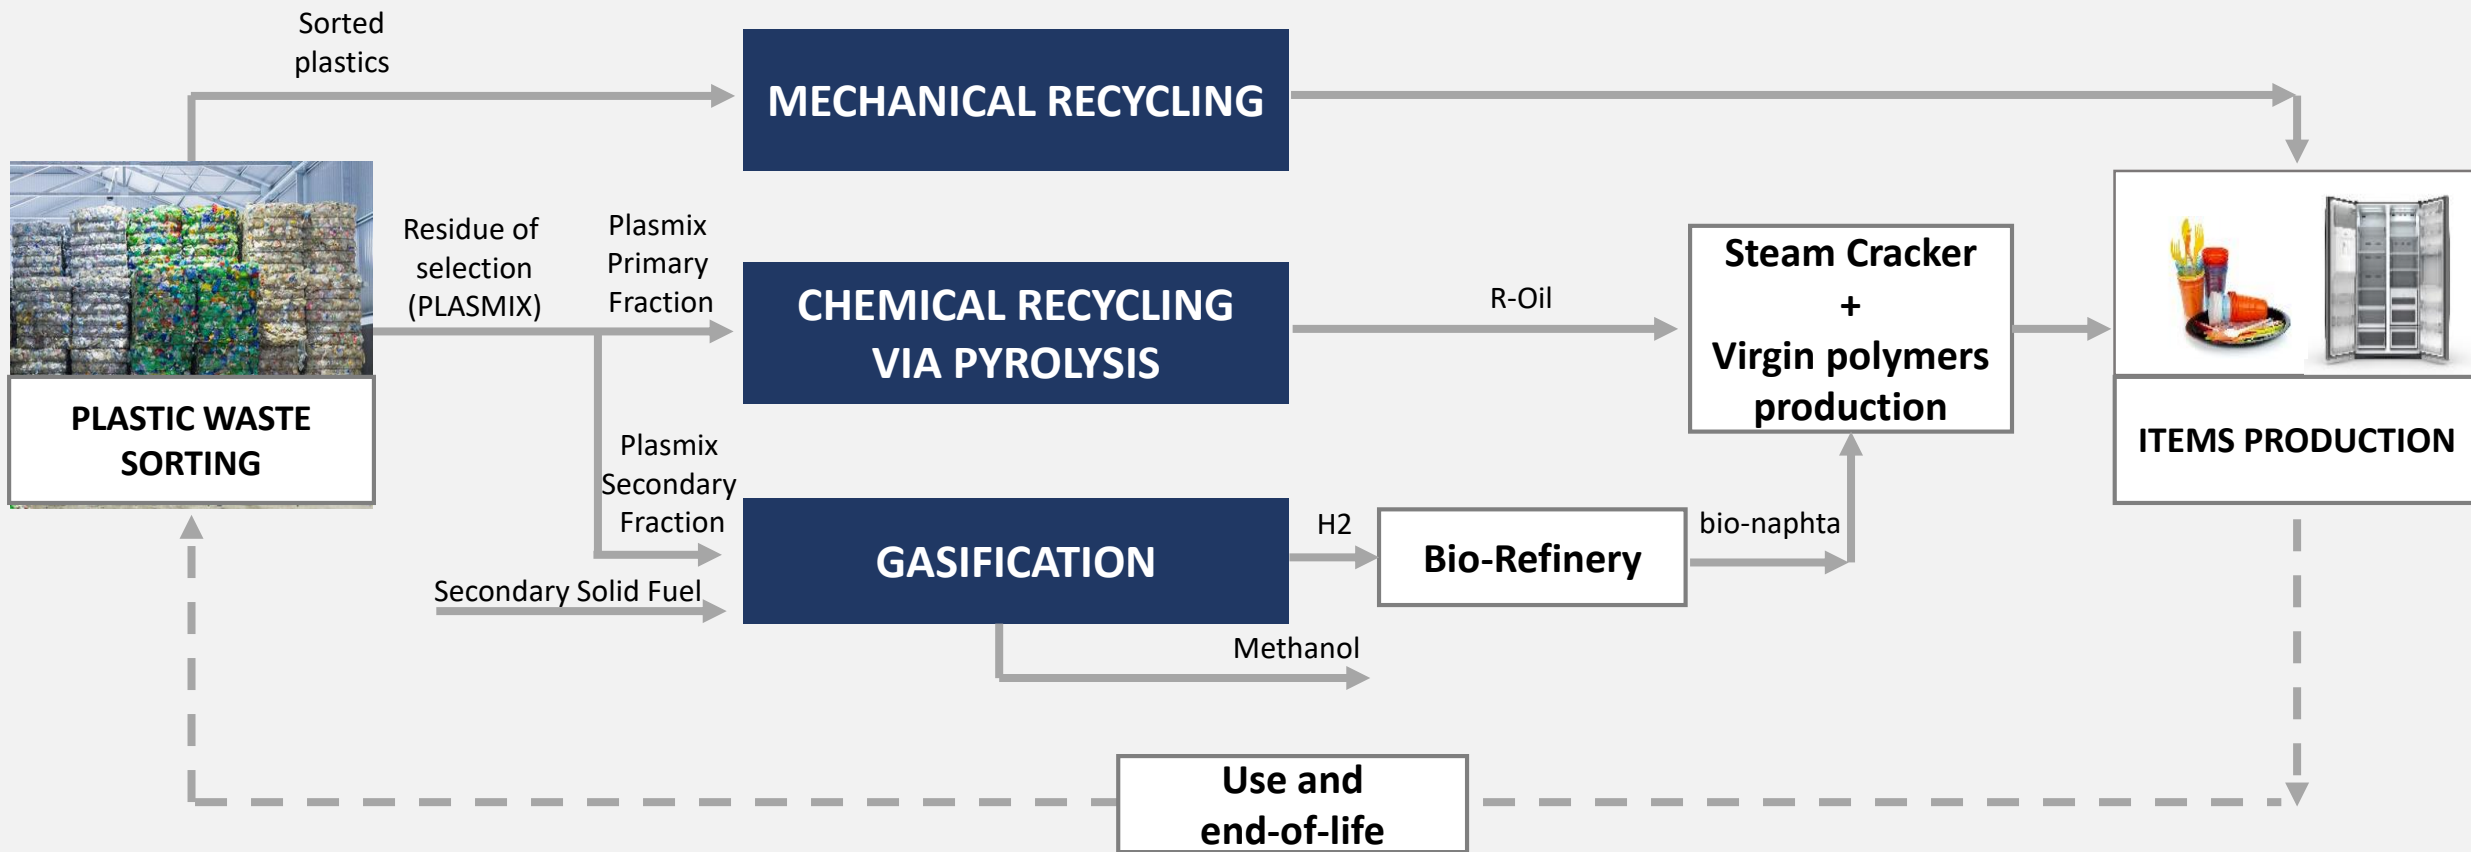 Sorted
plastics
MECHANICAL RECYCLING
PLASTIC WASTE
SORTING
Residue of
selection
(PLASMIX)
Plasmix
Primary
Fraction
CHEMICAL RECYCLING
VIA PYROLYSIS
R-Oil
Steam Cracker
+
Virgin polymers
production
ITEMS PRODUCTION
Plasmix
Secondary
Fraction
Secondary Solid Fuel
GASIFICATION
H2
Bio-Refinery
bio-naphta
Methanol
Use and
end-of-life